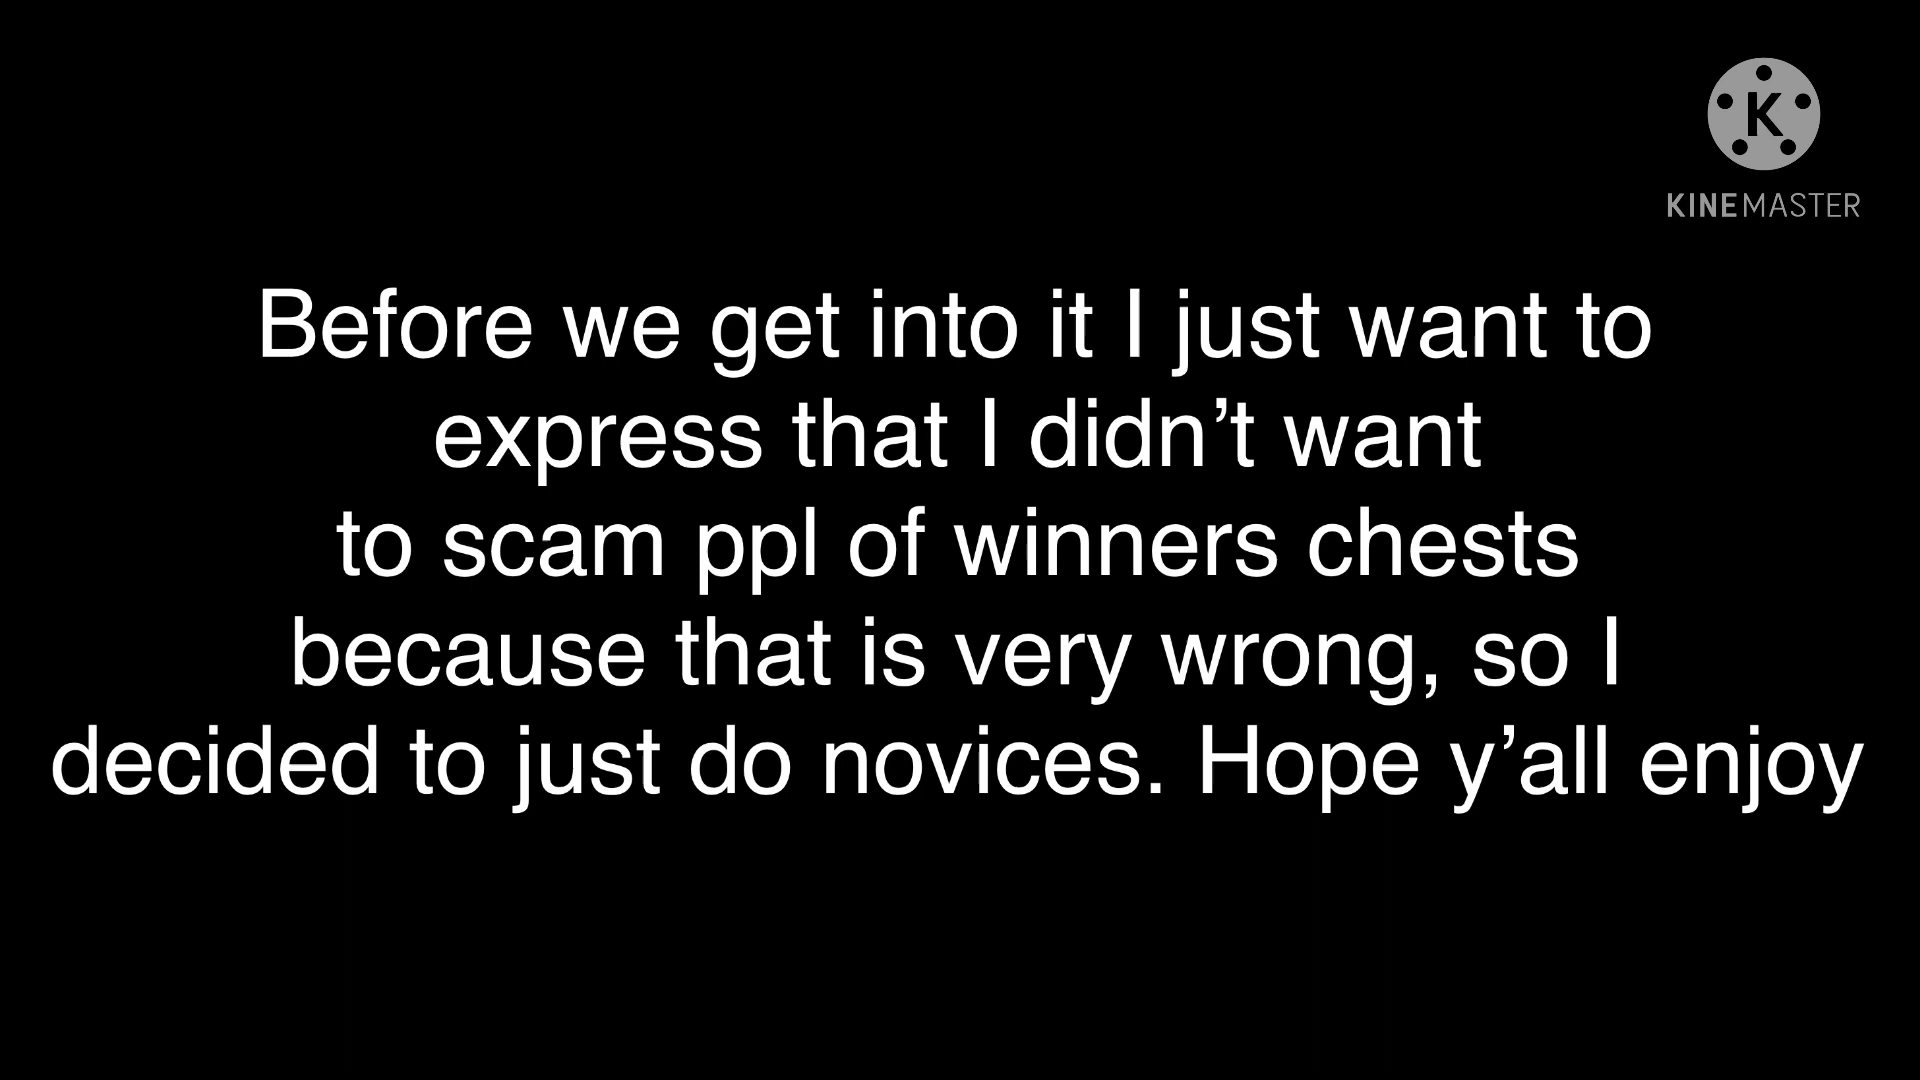 K
KINEMASTER
Before we get into it I just want to
express that I didn’t want
to scam ppl of winners chests
because that is very wrong, so I
decided to just do novices. Hope y’all enjoy